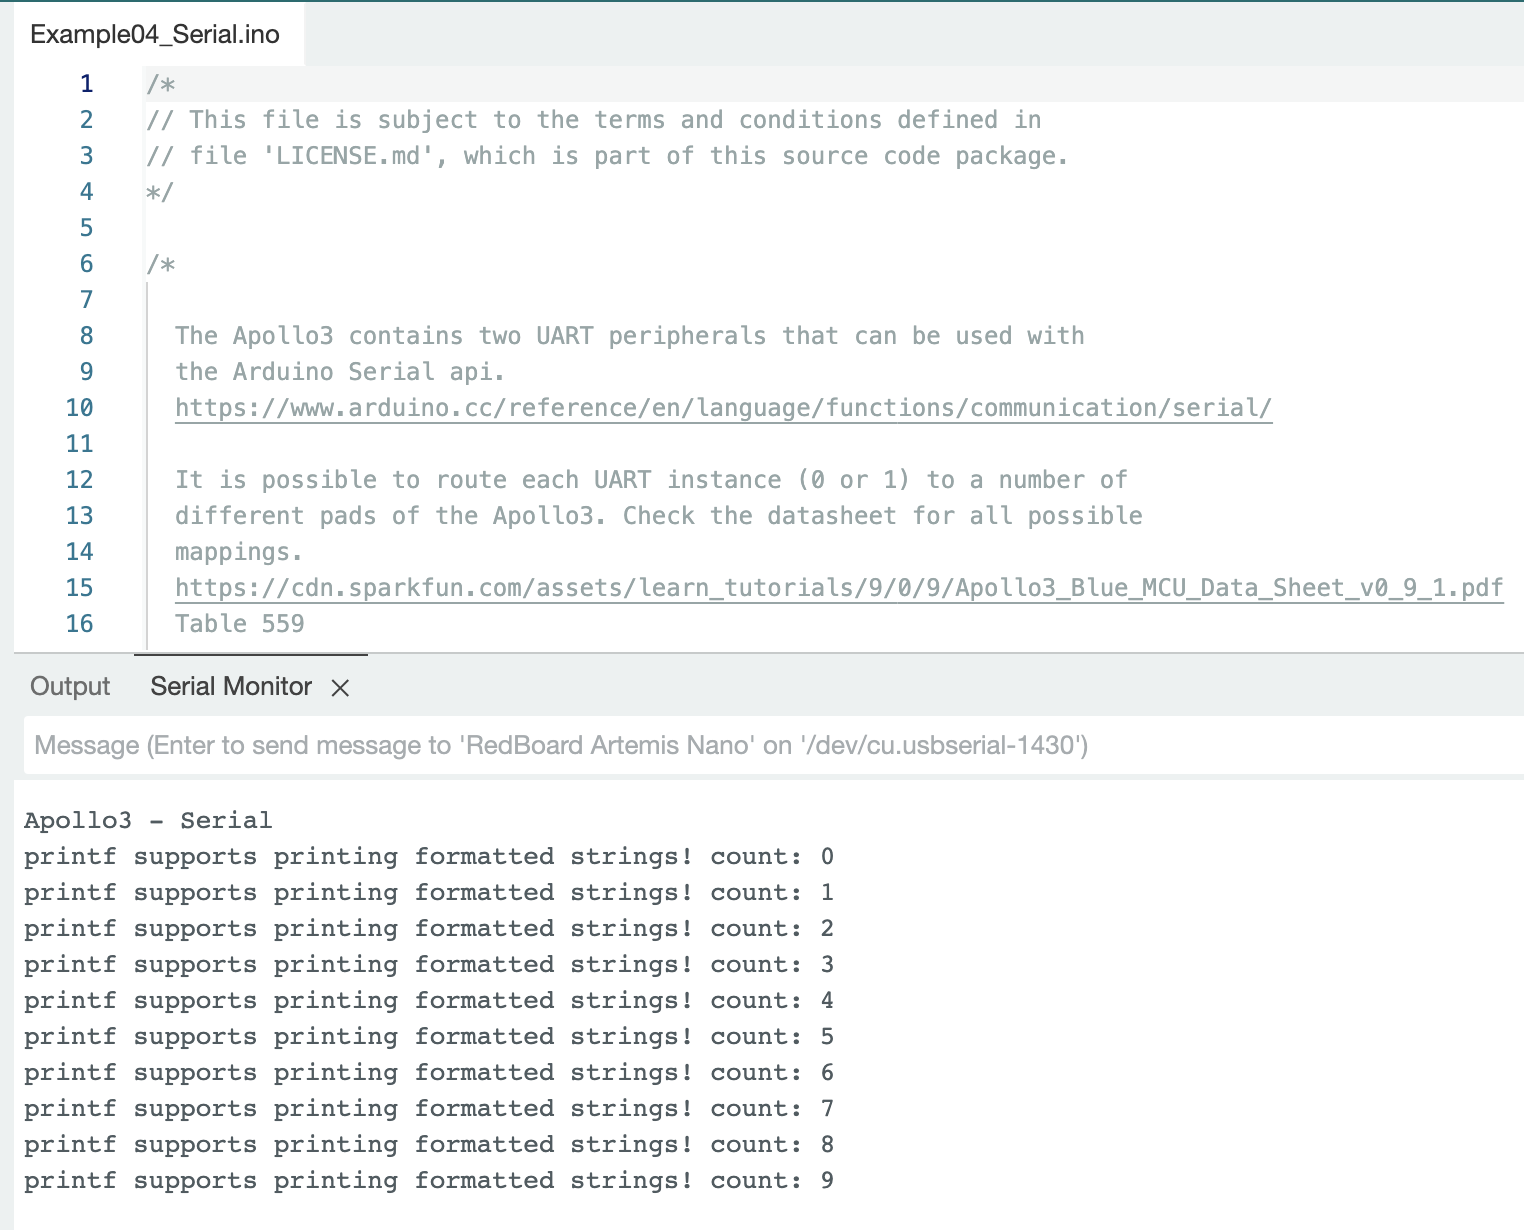 Example04_Serial.ino
1 /*
2 // This file is subject to the terms and conditions defined in
3 // file 'LICENSE.md', which is part of this source code package.
4 */
5
6 /*
7
8 The Apollo3 contains two UART peripherals that can be used with
9 the Arduino Serial api.
10 https://www.arduino.cc/reference/en/language/functions/communication/serial/
11
12 It is possible to route each UART instance (0 or 1) to a number of
13 different pads of the Apollo3. Check the datasheet for all possible
14 mappings.
15 https://cdn.sparkfun.com/assets/learn_tutorials/9/0/9/Apollo3_Blue_MCU_Data_Sheet_v0_9_1.pdf
16 Table 559
Output Serial Monitor ×
Message (Enter to send message to 'RedBoard Artemis Nano' on '/dev/cu.usbserial-1430')
Apollo3 - Serial
printf supports printing formatted strings! count: 0
printf supports printing formatted strings! count: 1
printf supports printing formatted strings! count: 2
printf supports printing formatted strings! count: 3
printf supports printing formatted strings! count: 4
printf supports printing formatted strings! count: 5
printf supports printing formatted strings! count: 6
printf supports printing formatted strings! count: 7
printf supports printing formatted strings! count: 8
printf supports printing formatted strings! count: 9